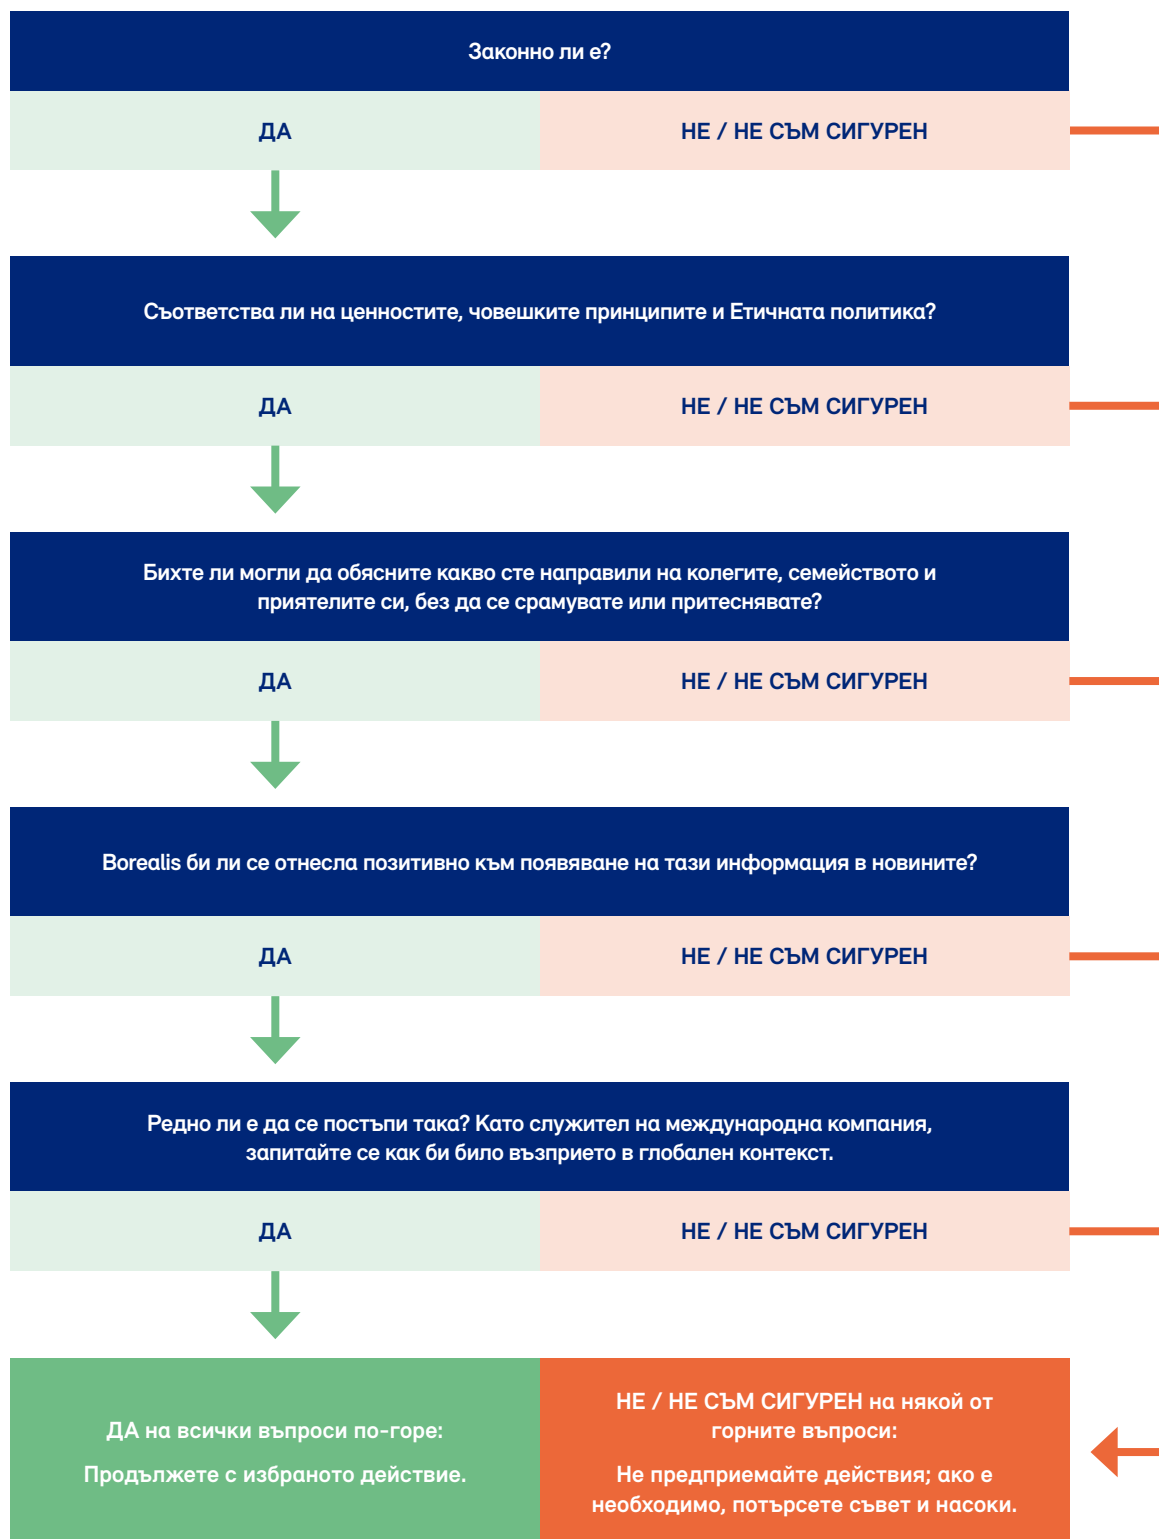 Законно ли е?
ДА
НЕ / НЕ СЪМ СИГУРЕН
Съответства ли на ценностите, човешките принципите и Етичната политика?
ДА
НЕ / НЕ СЪМ СИГУРЕН
Бихте ли могли да обясните какво сте направили на колегите, семейството и
приятелите си, без да се срамувате или притеснявате?
ДА
НЕ / НЕ СЪМ СИГУРЕН
Borealis би ли се отнесла позитивно към появяване на тази информация в новините?
ДА
НЕ / НЕ СЪМ СИГУРЕН
Редно ли е да се постъпи така? Като служител на международна компания,
запитайте се как би било възприето в глобален контекст.
ДА
НЕ / НЕ СЪМ СИГУРЕН
ДА на всички въпроси по-горе:
Продължете с избраното действие.
НЕ / НЕ СЪМ СИГУРЕН на някой от
горните въпроси:
Не предприемайте действия; ако е
необходимо, потърсете съвет и насоки.